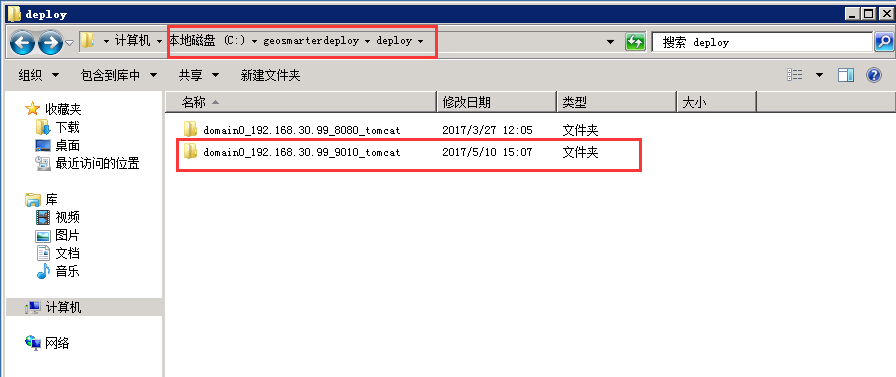 deploy
计算机 本地磁盘 (C:) geosmarterdeploy deploy
搜索 deploy
组织 包含到库中 共享 新建文件夹
收藏夹
下载
桌面
最近访问的位置
库
视频
图片
文档
音乐
计算机
网络
名称 修改日期 类型 大小
domain0_192.168.30.99_8080_tomcat 2017/3/27 12:05 文件夹
domain0_192.168.30.99_9010_tomcat 2017/5/10 15:07 文件夹